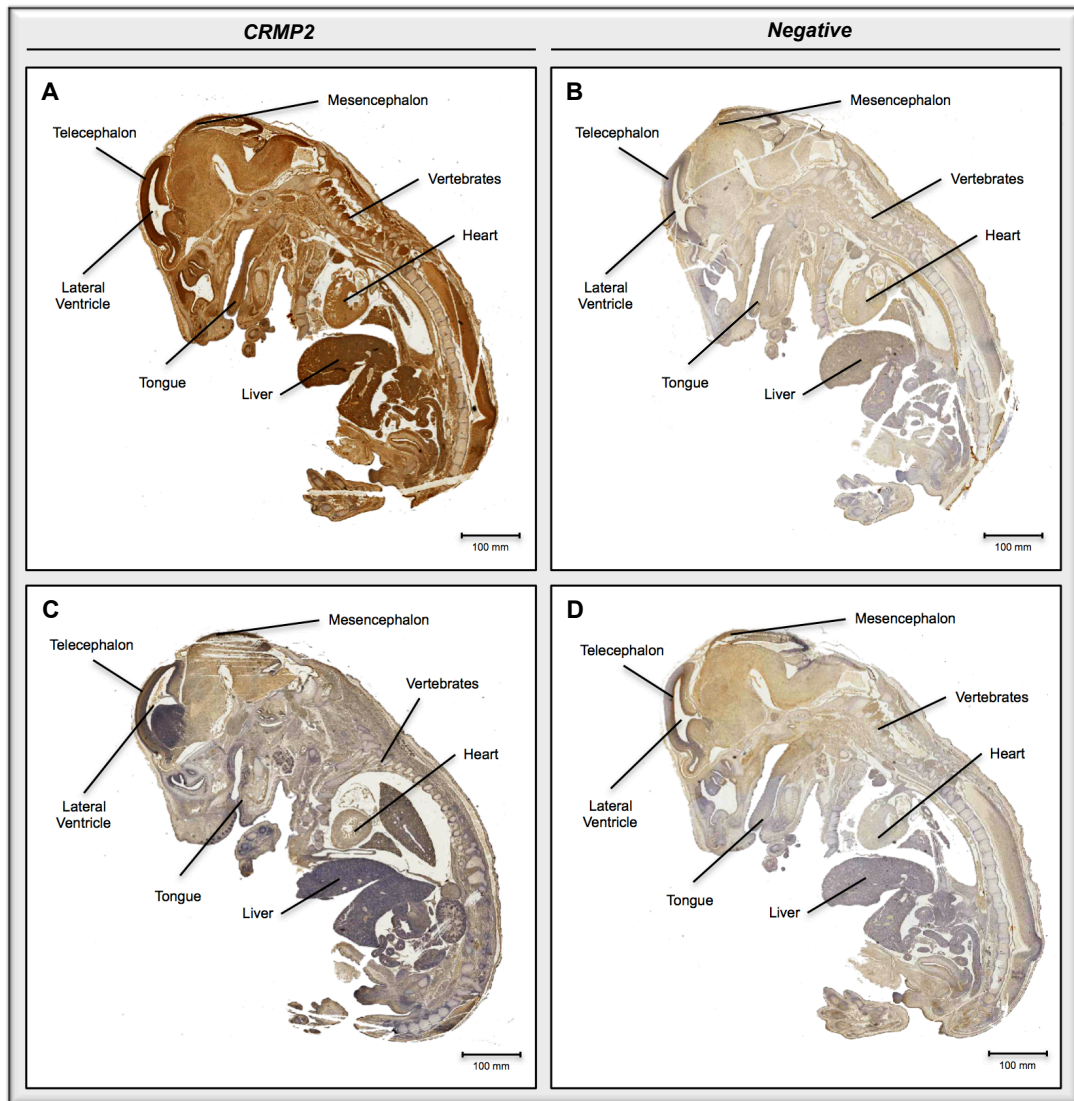 CRMP2
Negative
A
Mesencephalon
Telecephalon
Vertebrates
Heart
Lateral
Ventricle
Tongue
Liver
100 mm
B
Mesencephalon
Telecephalon
Vertebrates
Heart
Lateral
Ventricle
Tongue
Liver
100 mm
C
Mesencephalon
Telecephalon
Vertebrates
Heart
Lateral
Ventricle
Tongue
Liver
100 mm
D
Mesencephalon
Telecephalon
Vertebrates
Heart
Lateral
Ventricle
Tongue
Liver
100 mm